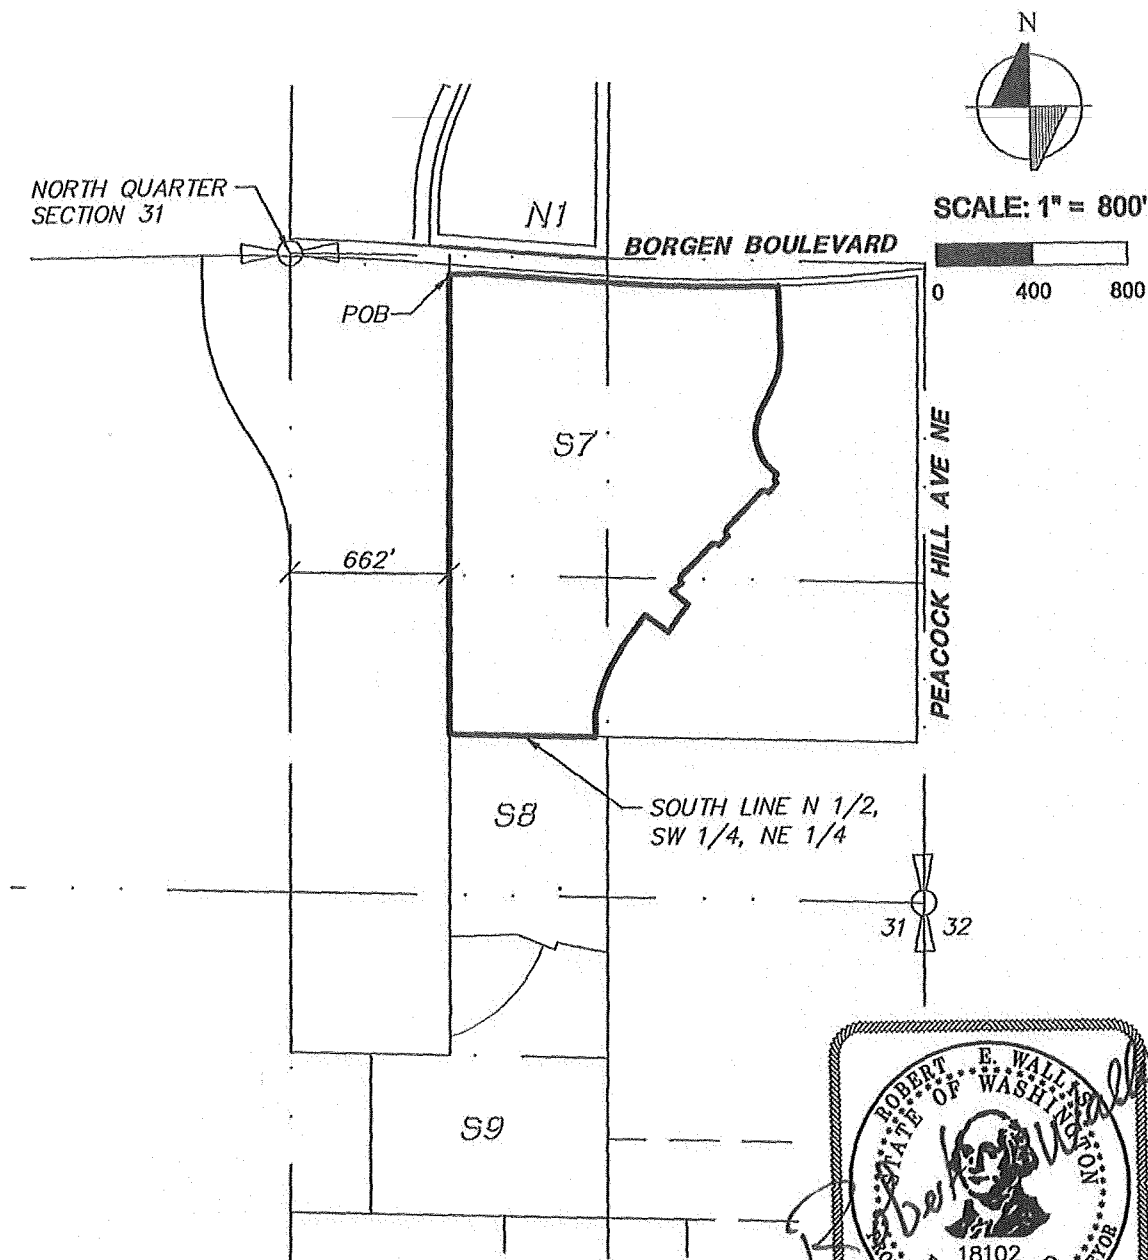 N
NORTH QUARTER
SECTION 31
SCALE: 1" = 800'
N1
BORGEN BOULEVARD
0 400 800
POB
S7
PEACOCK HILL AVE NE
662'
SOUTH LINE N 1/2,
SW 1/4, NE 1/4
S8
31 32
S9
ROBERT E. WALLIS
STATE OF WASHINGTON
18102